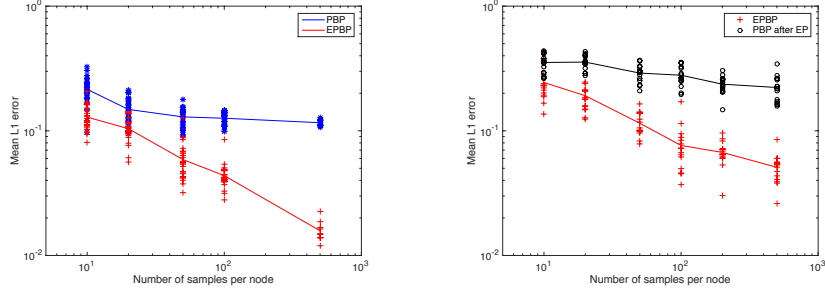 10^0
10^-1
10^-2
Mean L1 error
10^1
10^2
10^3
Number of samples per node
PBP
EPBP
10^0
10^-1
10^-2
Mean L1 error
10^1
10^2
10^3
Number of samples per node
EPBP
PBP after EP